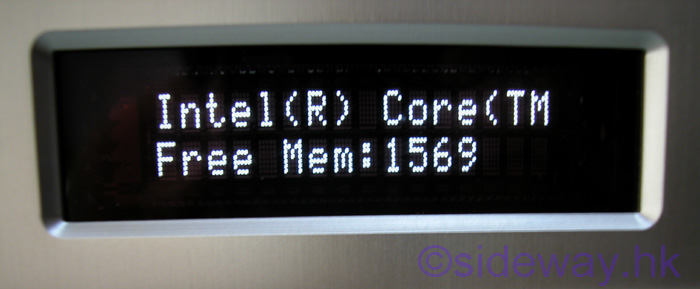 Intel(R) Core(TM
Free Mem:1569
©sideway.hk